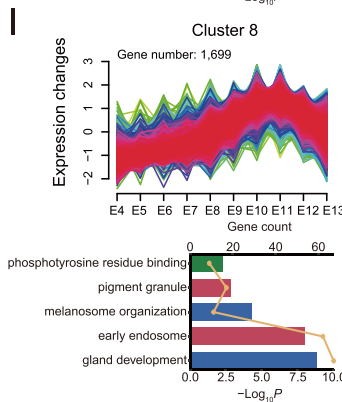 Log10.
I
Cluster 8
Gene number: 1,699
Expression changes
3
2
1
0
−1
−2
E4 E5 E6 E7 E8 E9 E10 E11 E12 E13
Gene count
0 20 40 60
phosphotyrosine residue binding
pigment granule
melanosome organization
early endosome
gland development
0.0 2.5 5.0 7.5 10.0
−Log10P